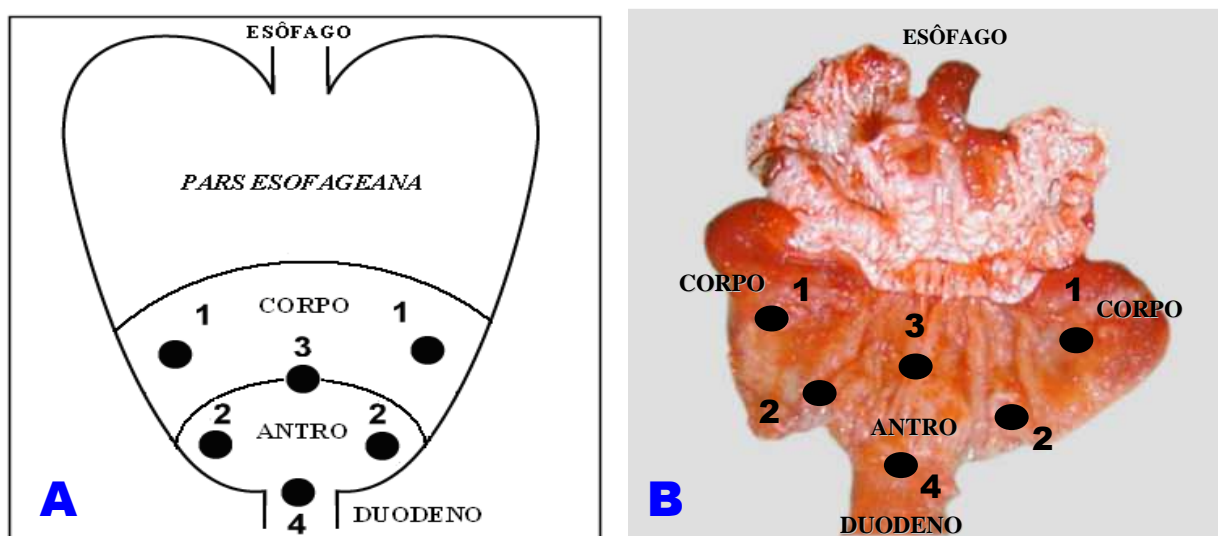 ESÔFAGO
PARS ESOFAGEANA
CORPO
1
1
3
2
2
ANTRO
4
DUODENO
A
ESÔFAGO
CORPO
1
1
CORPO
3
2
ANTRO
2
4
DUODENO
B